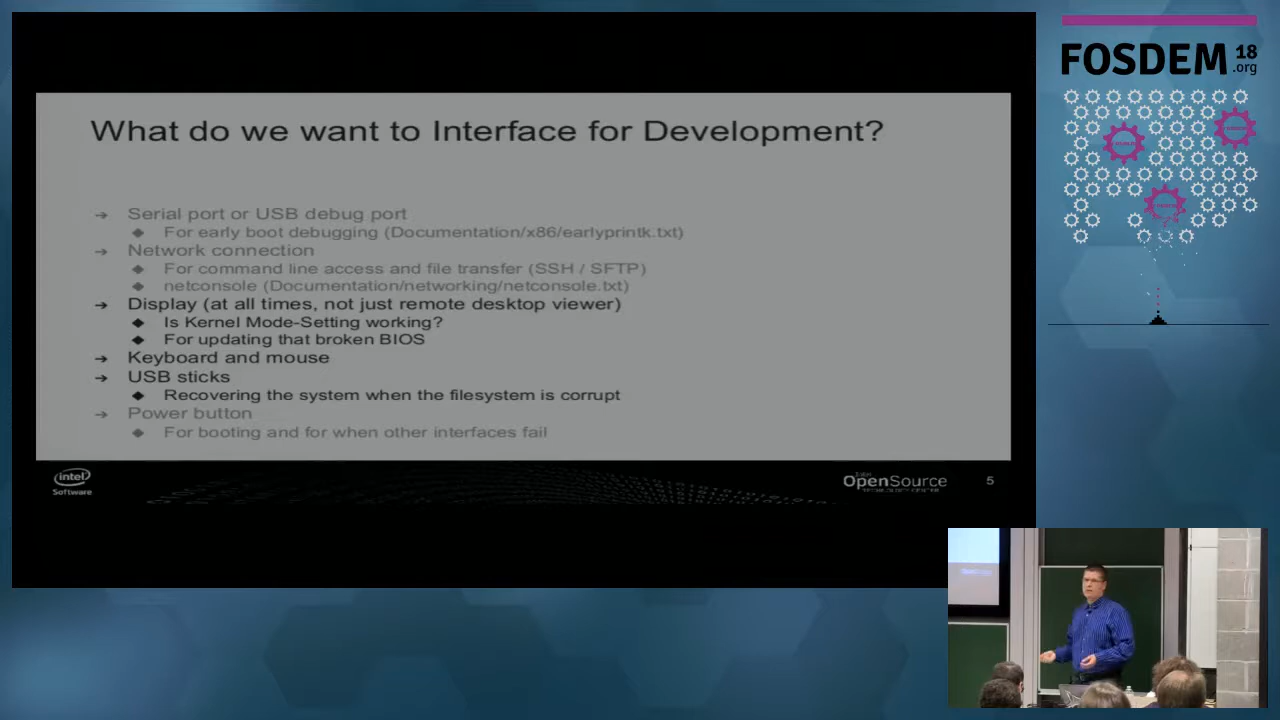 What do we want to Interface for Development?
➔ Serial port or USB debug port
◆ For early boot debugging (Documentation/x86/earlyprintk.txt)
➔ Network connection
◆ For command line access and file transfer (SSH / SFTP)
◆ netconsole (Documentation/networking/netconsole.txt)
➔ Display (at all times, not just remote desktop viewer)
◆ Is Kernel Mode-Setting working?
◆ For updating that broken BIOS
➔ Keyboard and mouse
➔ USB sticks
◆ Recovering the system when the filesystem is corrupt
➔ Power button
◆ For booting and for when other interfaces fail
intel
Software
OpenSource
TECHNOLOGY CENTER
5
FOSDEM 18
.org